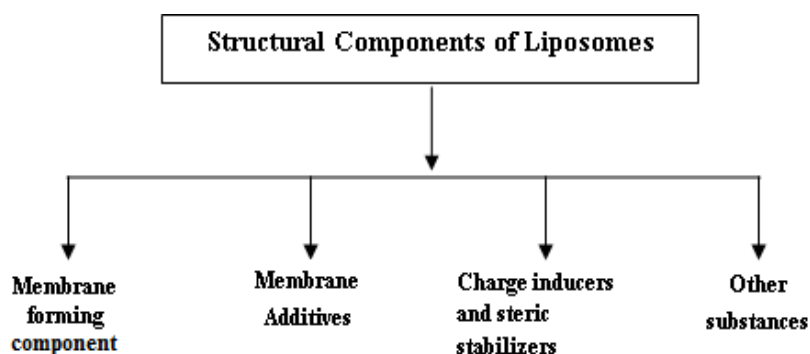 Structural Components of Liposomes
Membrane
forming
component
Membrane
Additives
Charge inducers
and steric
stabilizers
Other
substances